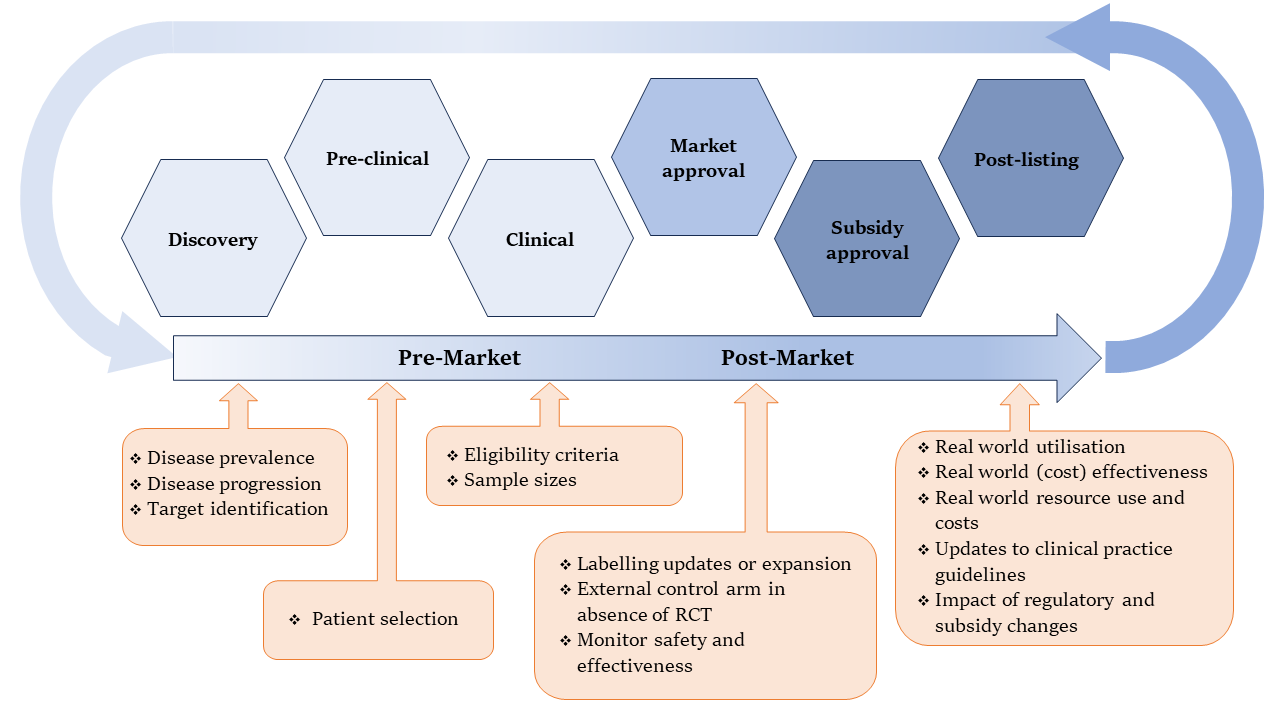 Pre-clinical
Market
approval
Post-listing
Discovery
Clinical
Subsidy
approval
Pre-Market
Post-Market
❖ Disease prevalence
❖ Disease progression
❖ Target identification
❖ Patient selection
❖ Eligibility criteria
❖ Sample sizes
❖ Labelling updates or expansion
❖ External control arm in
absence of RCT
❖ Monitor safety and
effectiveness
❖ Real world utilisation
❖ Real world (cost) effectiveness
❖ Real world resource use and
costs
❖ Updates to clinical practice
guidelines
❖ Impact of regulatory and
subsidy changes